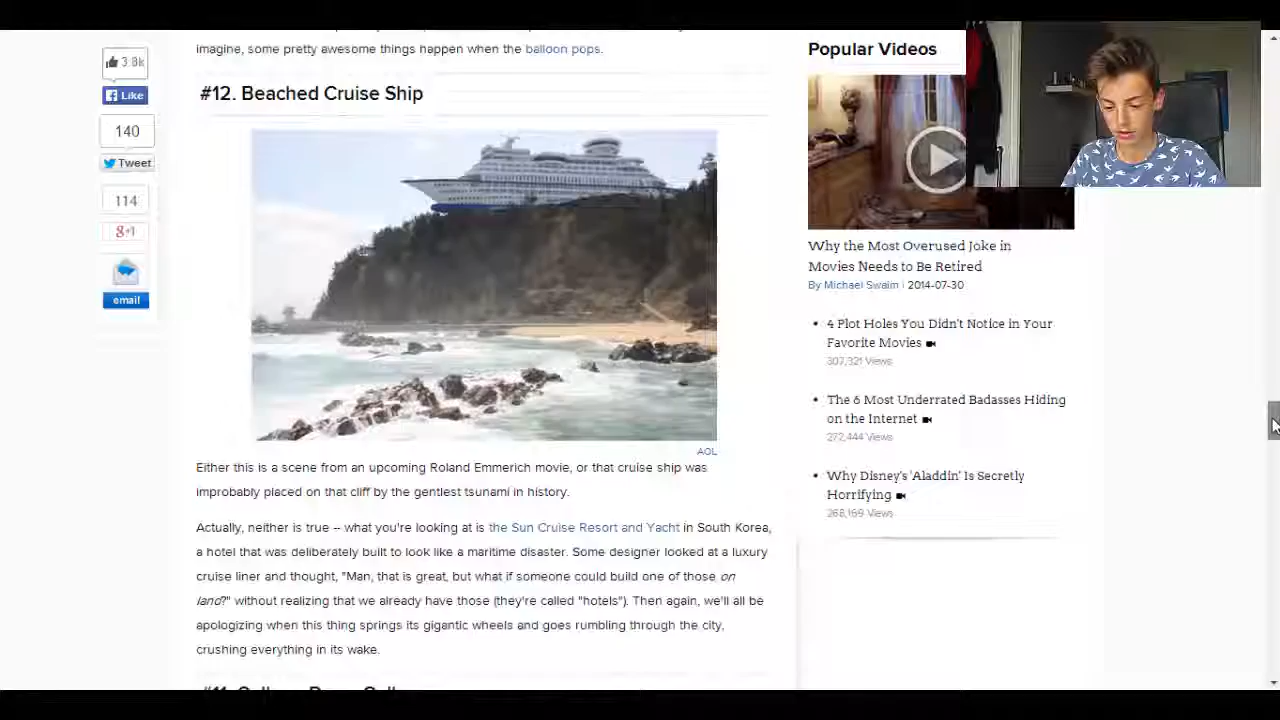 imagine, some pretty awesome things happen when the balloon pops.
#12. Beached Cruise Ship
AOL
Either this is a scene from an upcoming Roland Emmerich movie, or that cruise ship was
improbably placed on that cliff by the gentlest tsunami in history.
Actually, neither is true -- what you're looking at is the Sun Cruise Resort and Yacht in South Korea,
a hotel that was deliberately built to look like a maritime disaster. Some designer looked at a luxury
cruise liner and thought, "Man, that is great, but what if someone could build one of those on
land?" without realizing that we already have those (they're called "hotels"). Then again, we'll all be
apologizing when this thing springs its gigantic wheels and goes rumbling through the city,
crushing everything in its wake.
3.8k
Like
140
Tweet
114
g+1
email
Popular Videos
Why the Most Overused Joke in
Movies Needs to Be Retired
By Michael Swaim | 2014-07-30
4 Plot Holes You Didn't Notice in Your
Favorite Movies
307,321 Views
The 6 Most Underrated Badasses Hiding
on the Internet
272,444 Views
Why Disney's 'Aladdin' Is Secretly
Horrifying
268,169 Views